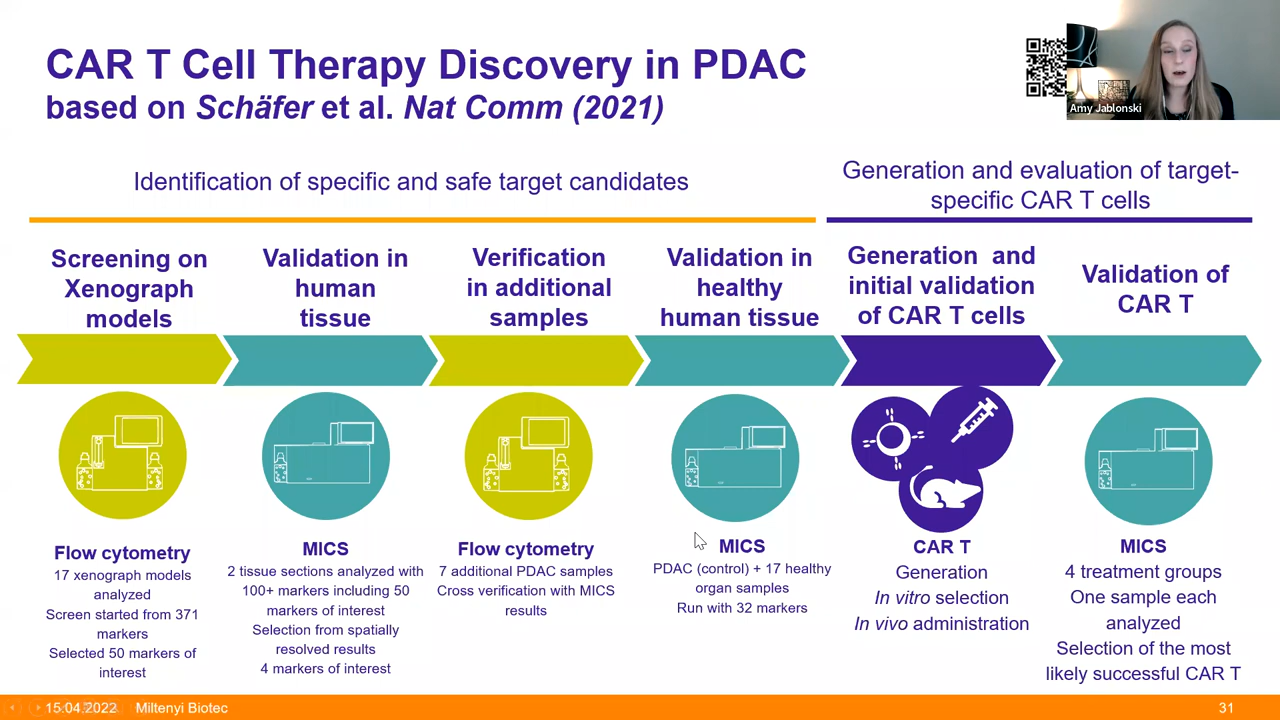 CAR T Cell Therapy Discovery in PDAC
based on Schäfer et al. Nat Comm (2021)
Amy Jablonski
Identification of specific and safe target candidates
Generation and evaluation of target-
specific CAR T cells
Screening on
Xenograph
models
Validation in
human
tissue
Verification
in additional
samples
Validation in
healthy
human tissue
Generation and
initial validation
of CAR T cells
Validation of
CAR T
Flow cytometry
17 xenograph models
analyzed
Screen started from 371
markers
Selected 50 markers of
interest
MICS
2 tissue sections analyzed with
100+ markers including 50
markers of interest
Selection from spatially
resolved results
4 markers of interest
Flow cytometry
7 additional PDAC samples
Cross verification with MICS
results
MICS
PDAC (control) + 17 healthy
organ samples
Run with 32 markers
CAR T
Generation
In vitro selection
In vivo administration
MICS
4 treatment groups
One sample each
analyzed
Selection of the most
likely successful CAR T
15.04.2022 Miltenyi Biotec
31